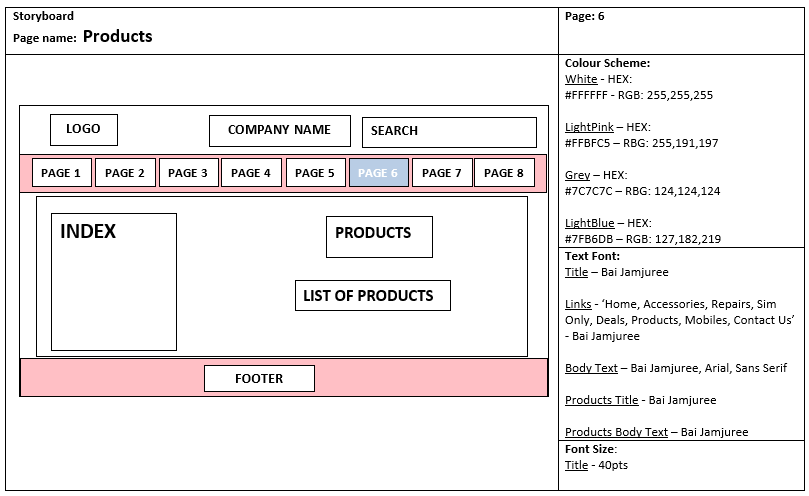 Storyboard
Page name: Products
Page: 6
LOGO
COMPANY NAME
SEARCH
PAGE 1
PAGE 2
PAGE 3
PAGE 4
PAGE 5
PAGE 6
PAGE 7
PAGE 8
INDEX
PRODUCTS
LIST OF PRODUCTS
FOOTER
Colour Scheme:
White - HEX:
#FFFFFF - RGB: 255,255,255
LightPink – HEX:
#FFBFC5 – RBG: 255,191,197
Grey – HEX:
#7C7C7C – RBG: 124,124,124
LightBlue – HEX:
#7FB6DB – RGB: 127,182,219
Text Font:
Title – Bai Jamjuree
Links - ‘Home, Accessories, Repairs, Sim
Only, Deals, Products, Mobiles, Contact Us’
- Bai Jamjuree
Body Text – Bai Jamjuree, Arial, Sans Serif
Products Title - Bai Jamjuree
Products Body Text – Bai Jamjuree
Font Size:
Title - 40pts